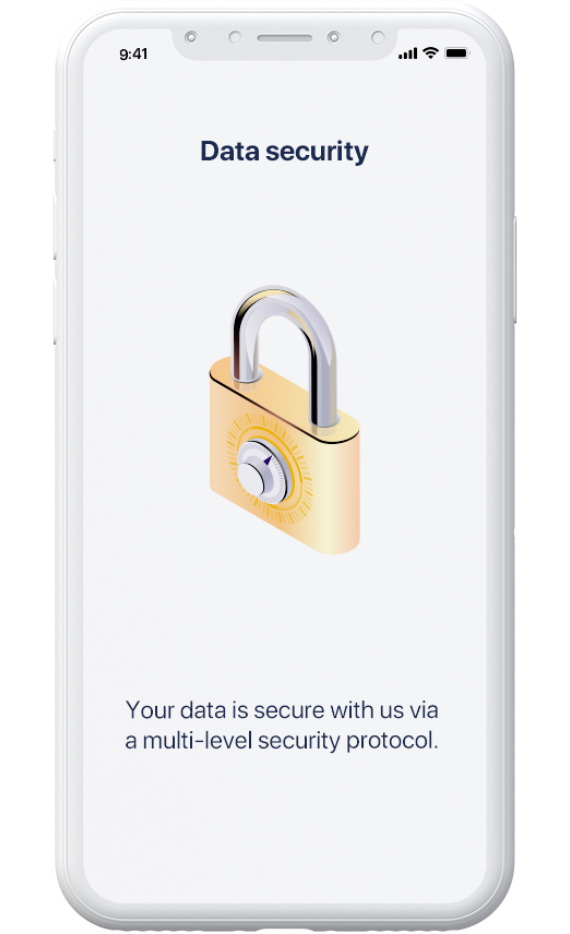 9:41
Data security
Your data is secure with us via
a multi-level security protocol.